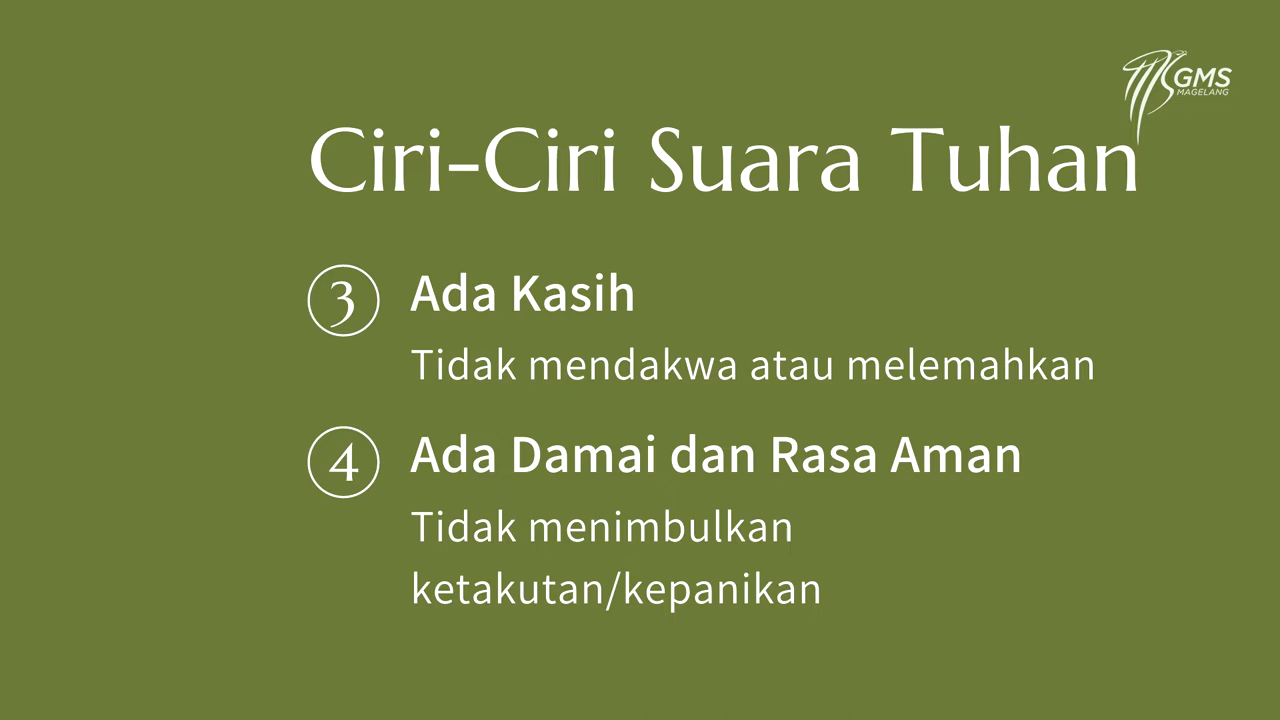 GMS
MAGELANG
Ciri-Ciri Suara Tuhan
3 Ada Kasih
Tidak mendakwa atau melemahkan
4 Ada Damai dan Rasa Aman
Tidak menimbulkan
ketakutan/kepanikan